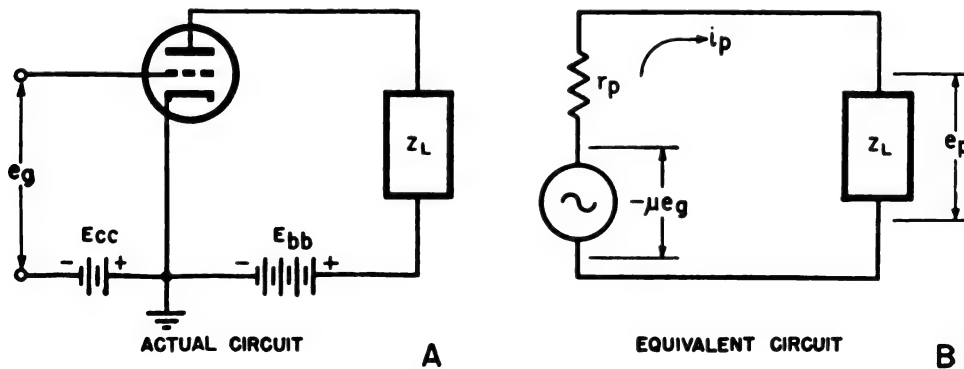 eg
Ecc
- +
Ebb
- +
ZL
ACTUAL CIRCUIT
A
ip
rp
-μeg
ZL
ep
EQUIVALENT CIRCUIT
B